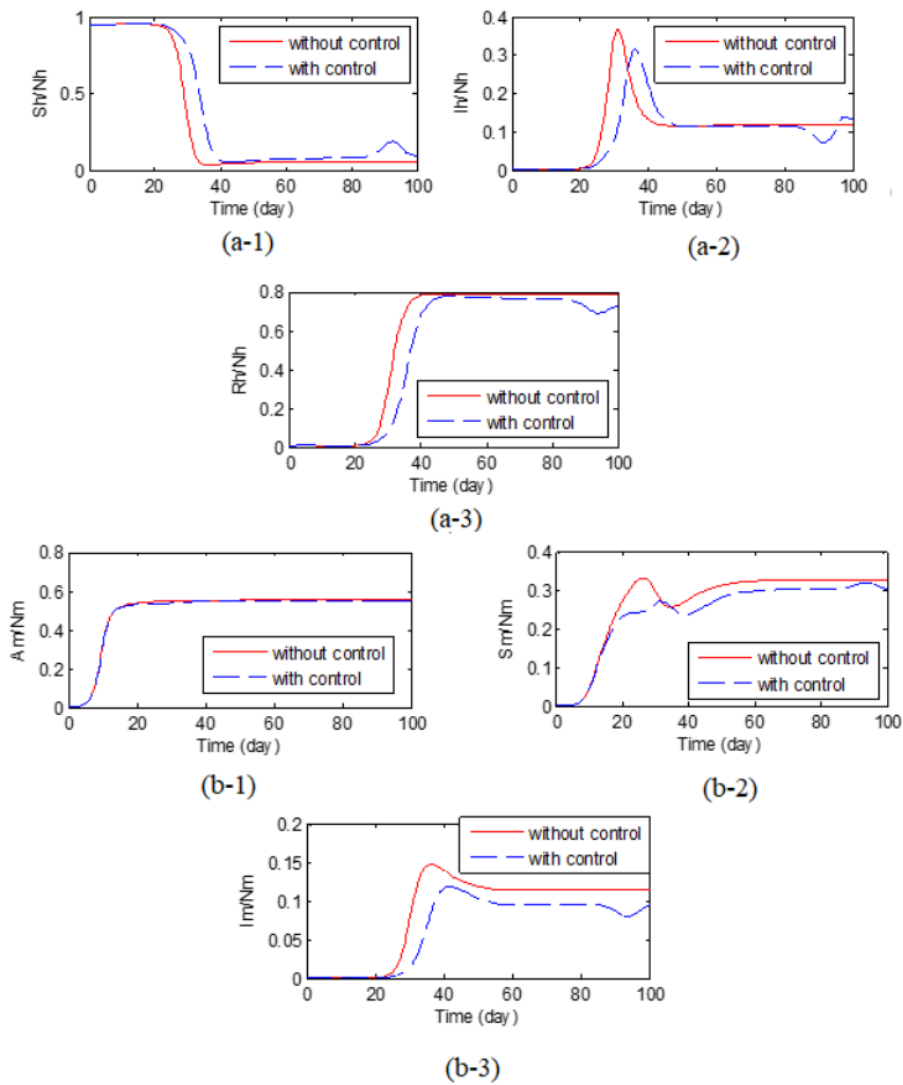 1
0.5
0
Sh/Nh
without control
with control
0 20 40 60 80 100
Time (day)
(a-1)
0.4
0.3
0.2
0.1
0
Ih/Nh
without control
with control
0 20 40 60 80 100
Time (day)
(a-2)
0.8
0.6
0.4
0.2
0
Rh/Nh
without control
with control
0 20 40 60 80 100
Time (day)
(a-3)
0.8
0.6
0.4
0.2
0
Am/Nm
without control
with control
0 20 40 60 80 100
Time (day)
(b-1)
0.4
0.3
0.2
0.1
0
Sm/Nm
without control
with control
0 20 40 60 80 100
Time (day)
(b-2)
0.2
0.15
0.1
0.05
0
Im/Nm
without control
with control
0 20 40 60 80 100
Time (day)
(b-3)